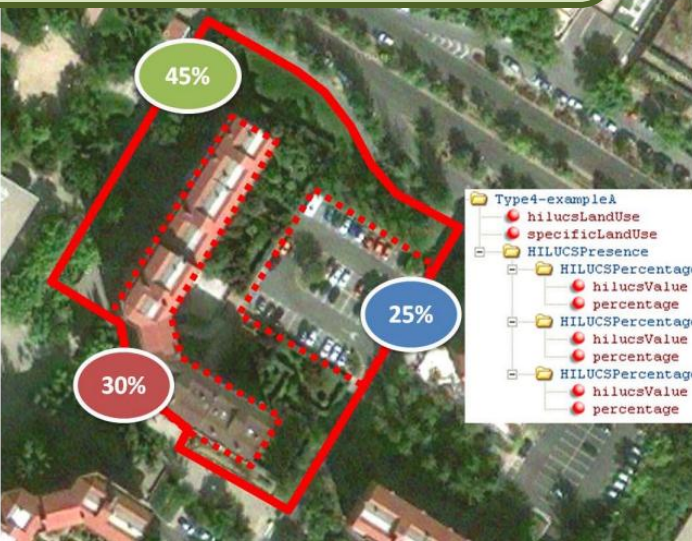 45%
25%
30%
Type4-exampleA
hilucsLandUse
specificLandUse
HILUCSPresence
HILUCSPercentage
hilucsValue
percentage
HILUCSPercentage
hilucsValue
percentage
HILUCSPercentage
hilucsValue
percentage